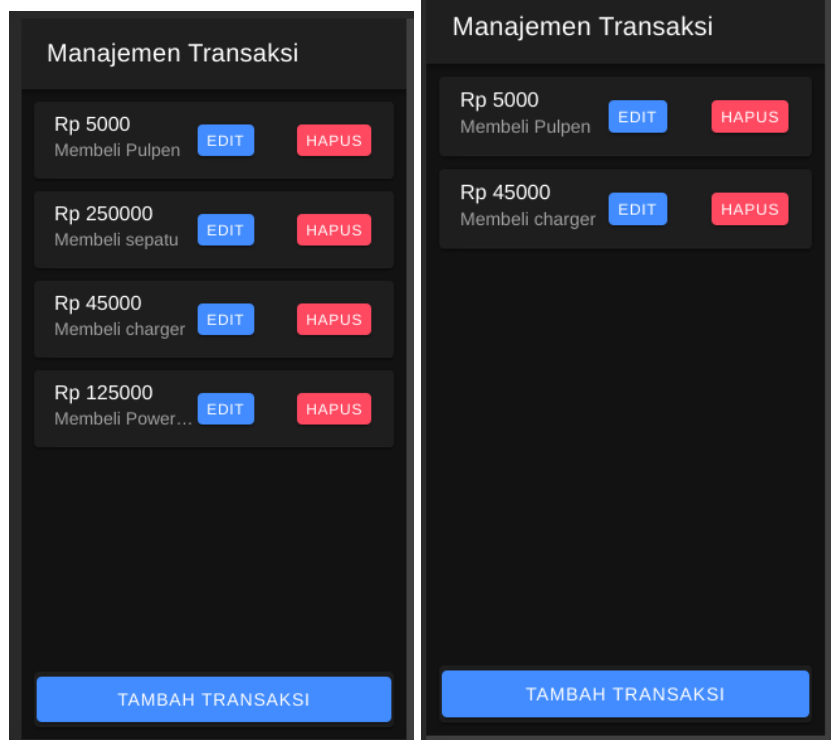 Manajemen Transaksi
Rp 5000
Membeli Pulpen
EDIT
HAPUS
Rp 250000
Membeli sepatu
EDIT
HAPUS
Rp 45000
Membeli charger
EDIT
HAPUS
Rp 125000
Membeli Power…
EDIT
HAPUS
TAMBAH TRANSAKSI
Manajemen Transaksi
Rp 5000
Membeli Pulpen
EDIT
HAPUS
Rp 45000
Membeli charger
EDIT
HAPUS
TAMBAH TRANSAKSI